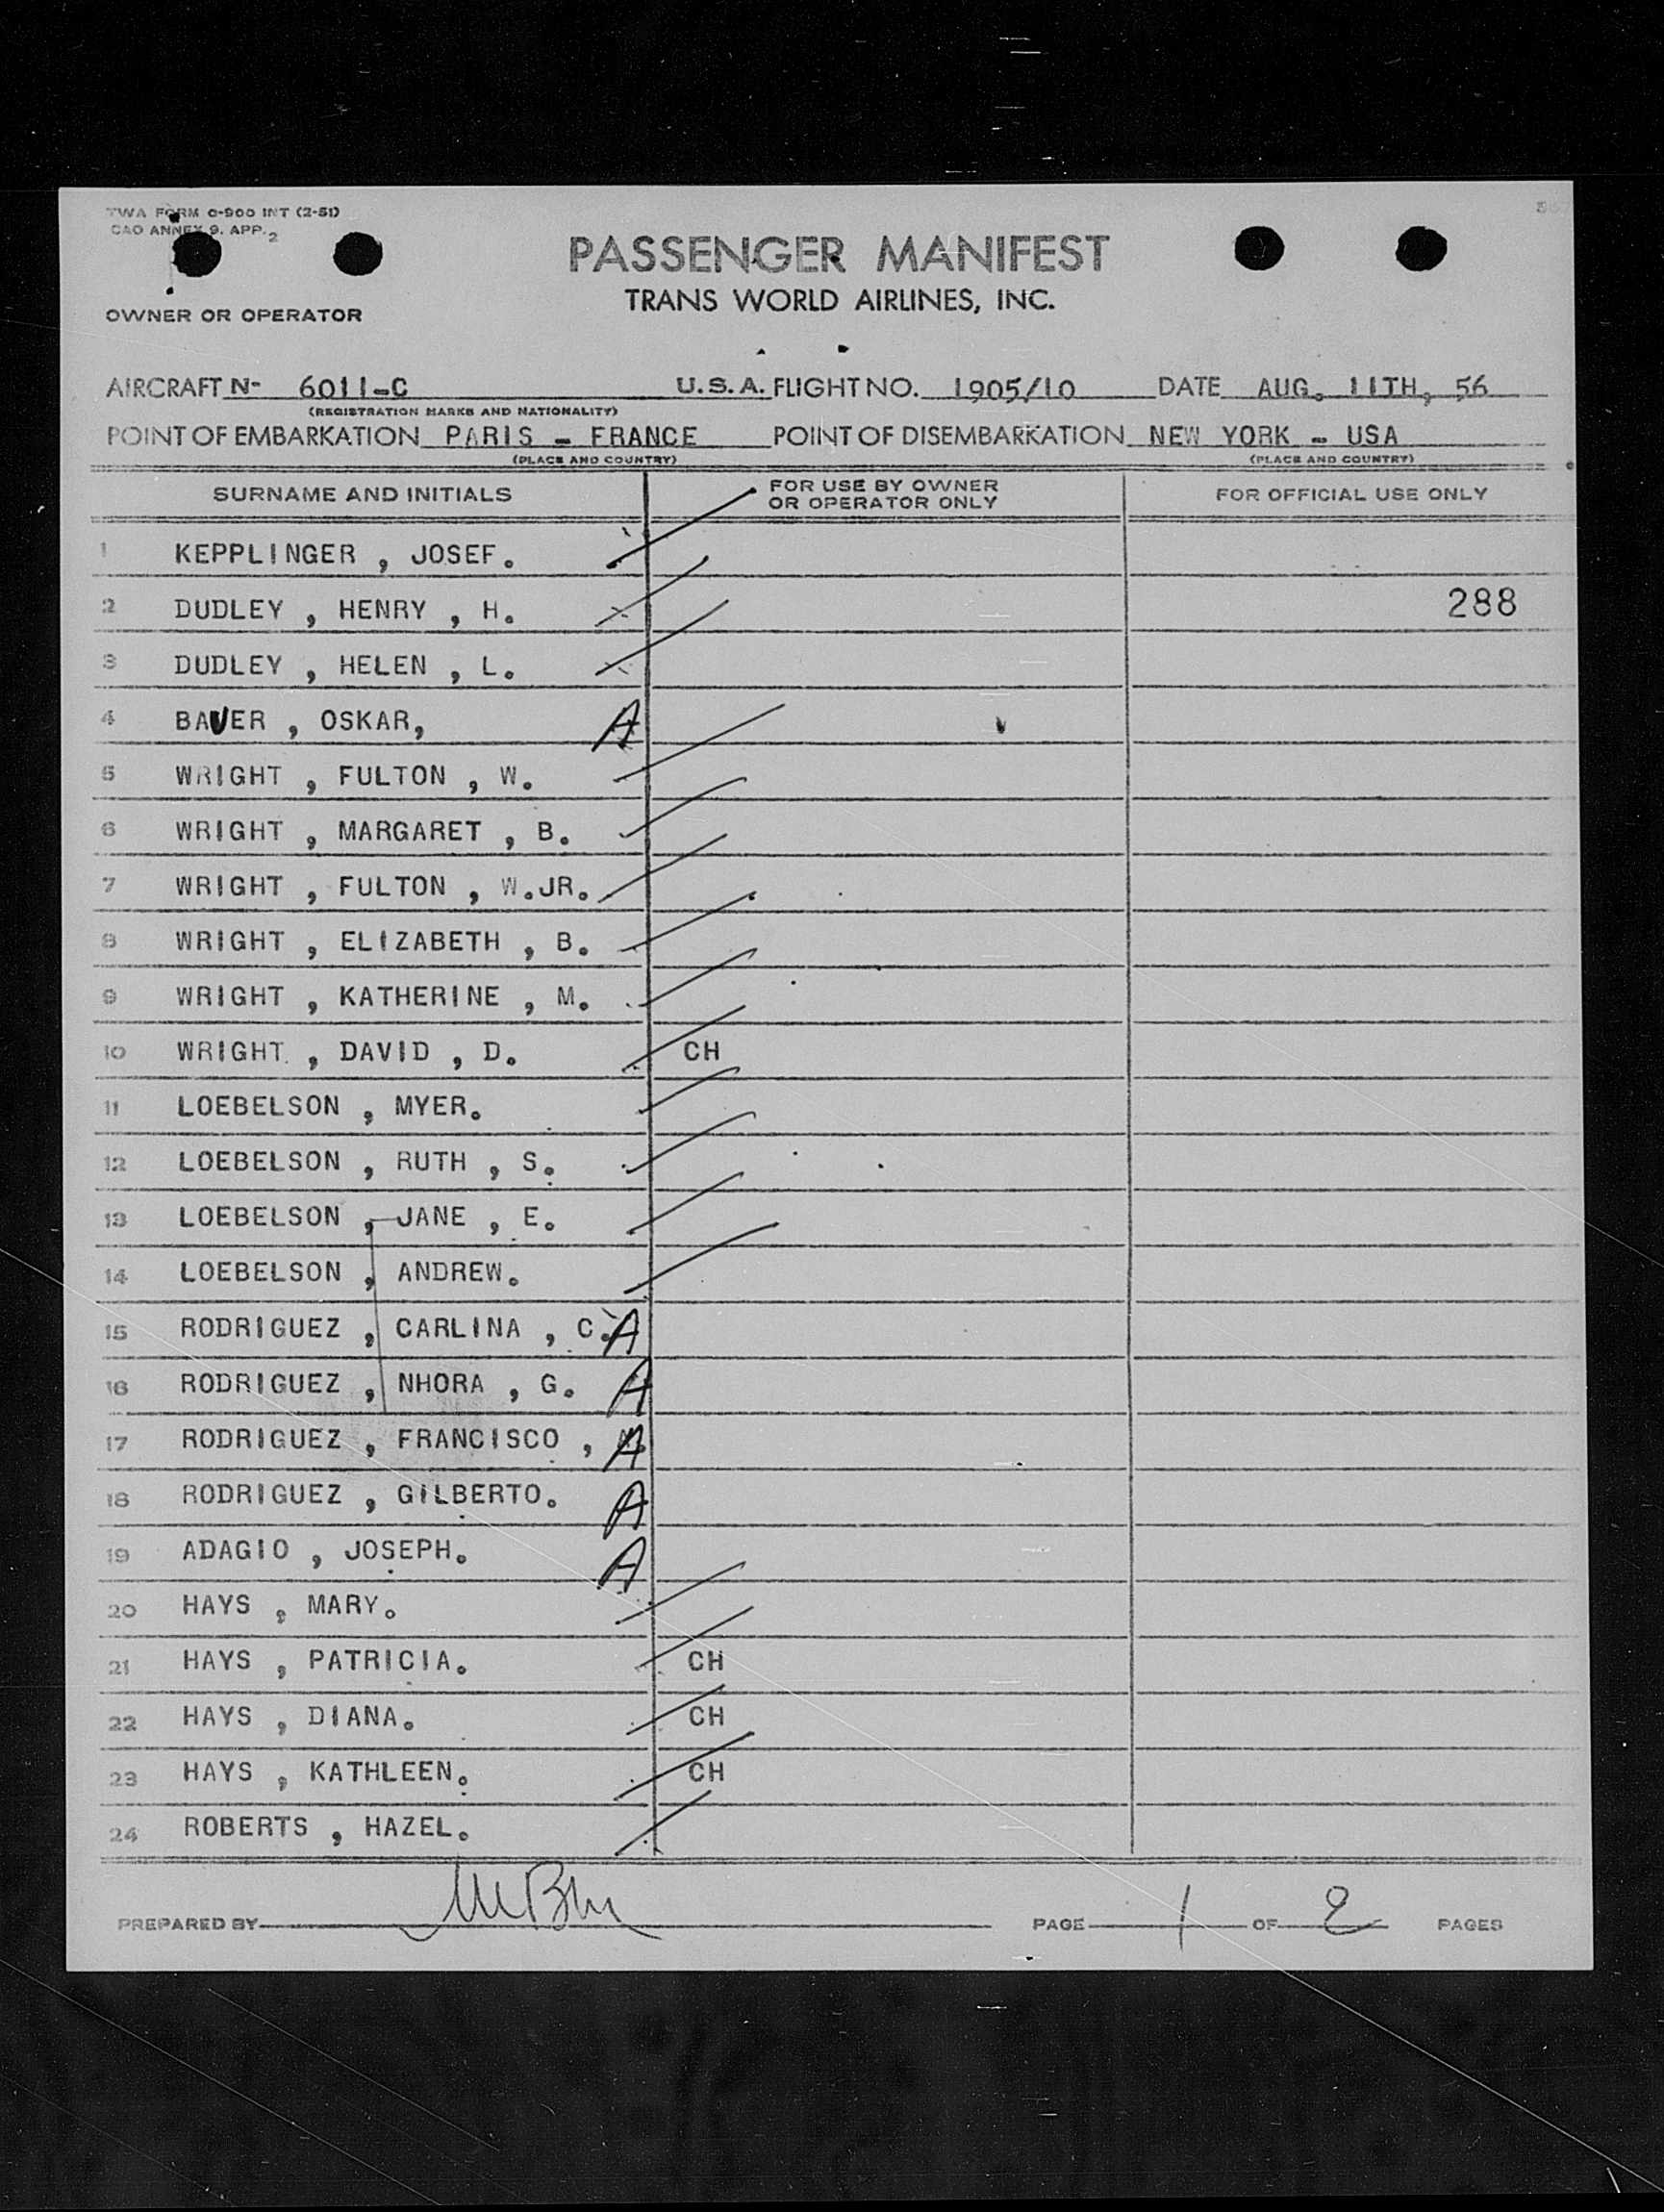 TWA FORM O-900 INT (2-51)
CAO ANNEX 9. APP. 2
PASSENGER MANIFEST
TRANS WORLD AIRLINES, INC.
OWNER OR OPERATOR
AIRCRAFT N- 6011-C U.S.A. FLIGHT NO. 1905/10 DATE AUG. 11TH, 56
(REGISTRATION MARKS AND NATIONALITY)
POINT OF EMBARKATION PARIS - FRANCE POINT OF DISEMBARKATION NEW YORK - USA
(PLACE AND COUNTRY) (PLACE AND COUNTRY)
SURNAME AND INITIALS FOR USE BY OWNER OR OPERATOR ONLY FOR OFFICIAL USE ONLY
1 KEPPLINGER , JOSEF.
2 DUDLEY , HENRY , H. 288
3 DUDLEY , HELEN , L.
4 BAUER , OSKAR, A
5 WRIGHT , FULTON , W.
6 WRIGHT , MARGARET , B.
7 WRIGHT , FULTON , W.JR.
8 WRIGHT , ELIZABETH , B.
9 WRIGHT , KATHERINE , M.
10 WRIGHT , DAVID , D. CH
11 LOEBELSON , MYER.
12 LOEBELSON , RUTH , S.
13 LOEBELSON , JANE , E.
14 LOEBELSON , ANDREW.
15 RODRIGUEZ , CARLINA , C. A
16 RODRIGUEZ , NHORA , G. A
17 RODRIGUEZ , FRANCISCO , A
18 RODRIGUEZ , GILBERTO. A
19 ADAGIO , JOSEPH. A
20 HAYS , MARY.
21 HAYS , PATRICIA. CH
22 HAYS , DIANA. CH
23 HAYS , KATHLEEN. CH
24 ROBERTS , HAZEL.
PREPARED BY PAGE 1 OF 2 PAGES